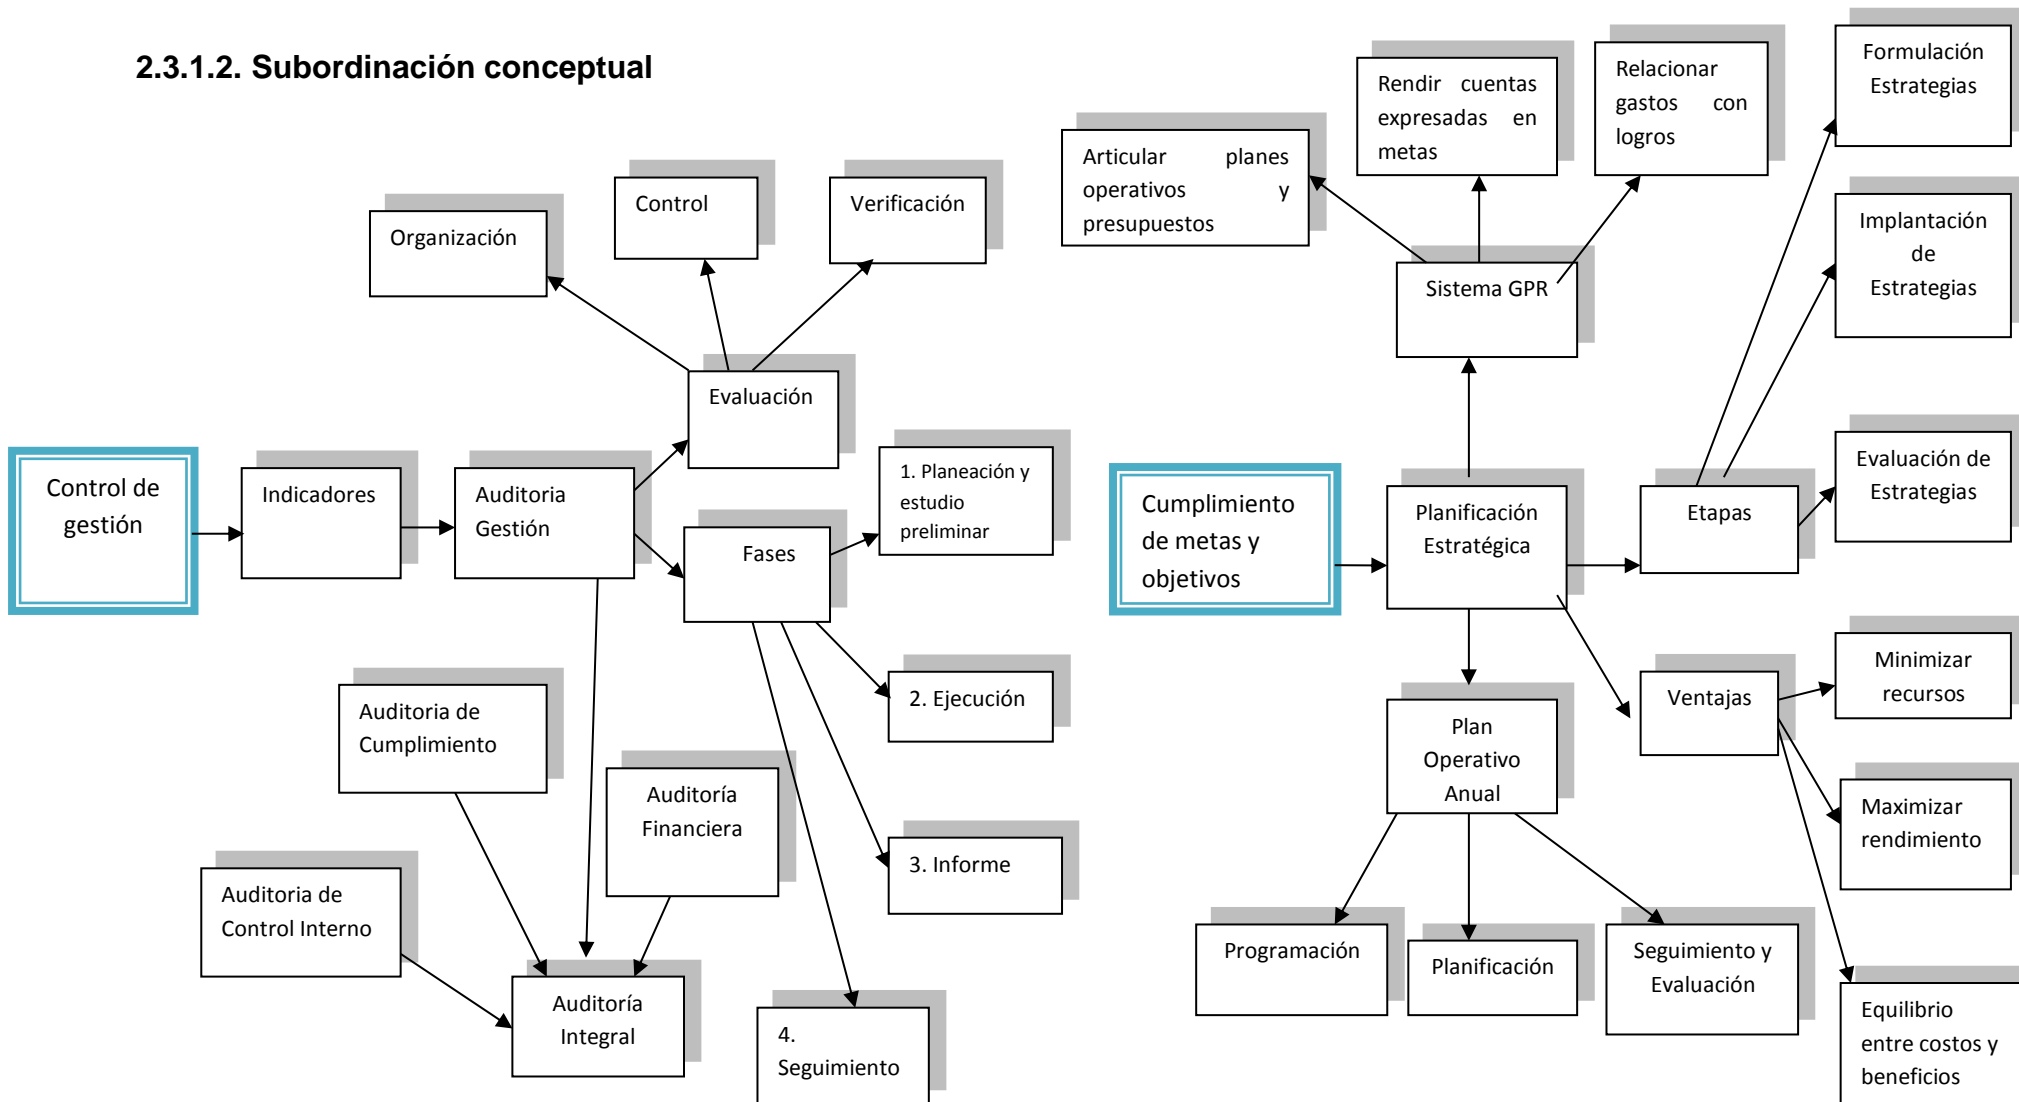 2.3.1.2. Subordinación conceptual
Organización
Control
Verificación
Evaluación
Control de
gestión
Indicadores
Auditoria
Gestión
Fases
1. Planeación y
estudio
preliminar
2. Ejecución
3. Informe
4.
Seguimiento
Auditoria de
Cumplimiento
Auditoría
Financiera
Auditoria de
Control Interno
Auditoría
Integral
Articular planes
operativos y
presupuestos
Rendir cuentas
expresadas en
metas
Relacionar
gastos con
logros
Sistema GPR
Formulación
Estrategias
Implantación
de
Estrategias
Evaluación de
Estrategias
Cumplimiento
de metas y
objetivos
Planificación
Estratégica
Etapas
Ventajas
Minimizar
recursos
Maximizar
rendimiento
Equilibrio
entre costos y
beneficios
Plan
Operativo
Anual
Programación
Planificación
Seguimiento y
Evaluación